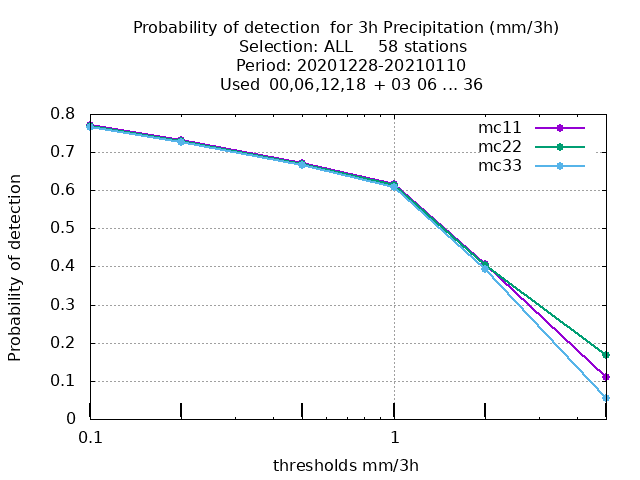 Probability of detection  for 3h Precipitation (mm/3h)
Selection: ALL     58 stations
Period: 20201228-20210110
Used  00,06,12,18  + 03 06 ... 36
mc11
mc22
mc33
0.8
0.7
0.6
0.5
0.4
0.3
0.2
0.1
0
Probability of detection
0.1
1
thresholds mm/3h